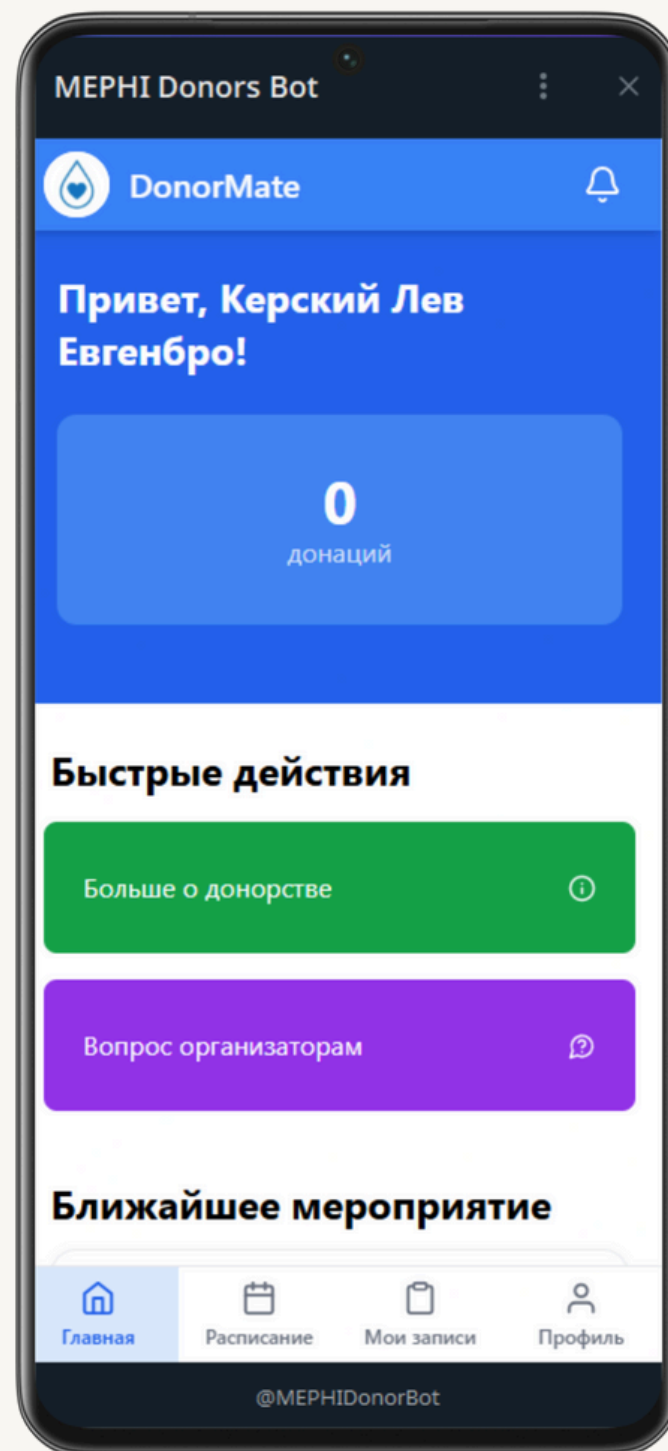 MEPHI Donors Bot
DonorMate
Привет, Керский Лев
Евгенбро!
0
донаций
Быстрые действия
Больше о донорстве
Вопрос организаторам
Ближайшее мероприятие
Главная
Расписание
Мои записи
Профиль
@MEPHIDonorBot